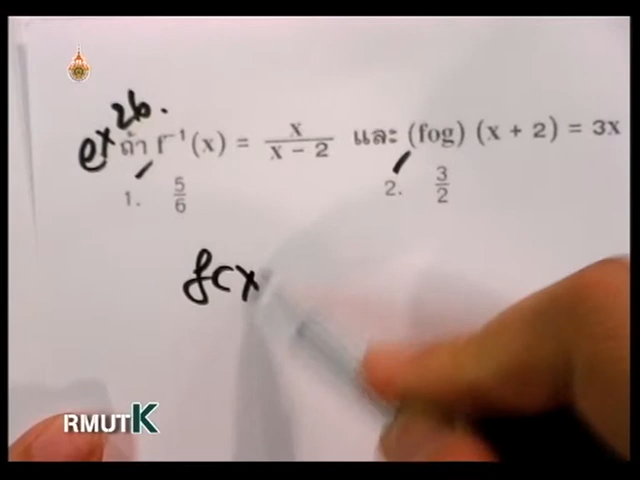 ex 26.
ถ้า f⁻¹(x) = x/(x − 2) และ (fog) (x + 2) = 3x
1. 5/6 2. 3/2
f(x
RMUTK